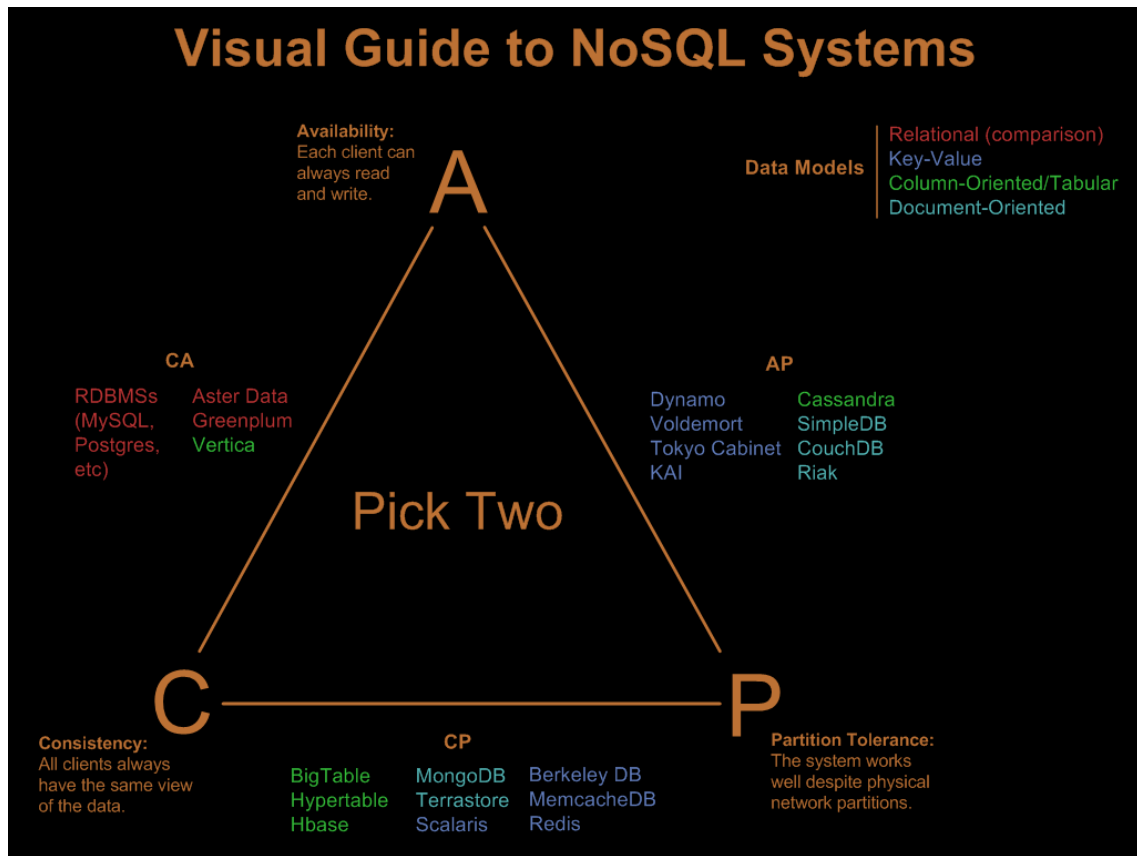 Visual Guide to NoSQL Systems
Availability:
Each client can
always read
and write.
A
Data Models
Relational (comparison)
Key-Value
Column-Oriented/Tabular
Document-Oriented
CA
RDBMSs
(MySQL,
Postgres,
etc)
Aster Data
Greenplum
Vertica
AP
Dynamo
Voldemort
Tokyo Cabinet
KAI
Cassandra
SimpleDB
CouchDB
Riak
Pick Two
C
Consistency:
All clients always
have the same view
of the data.
CP
BigTable
Hypertable
Hbase
MongoDB
Terrastore
Scalaris
Berkeley DB
MemcacheDB
Redis
P
Partition Tolerance:
The system works
well despite physical
network partitions.